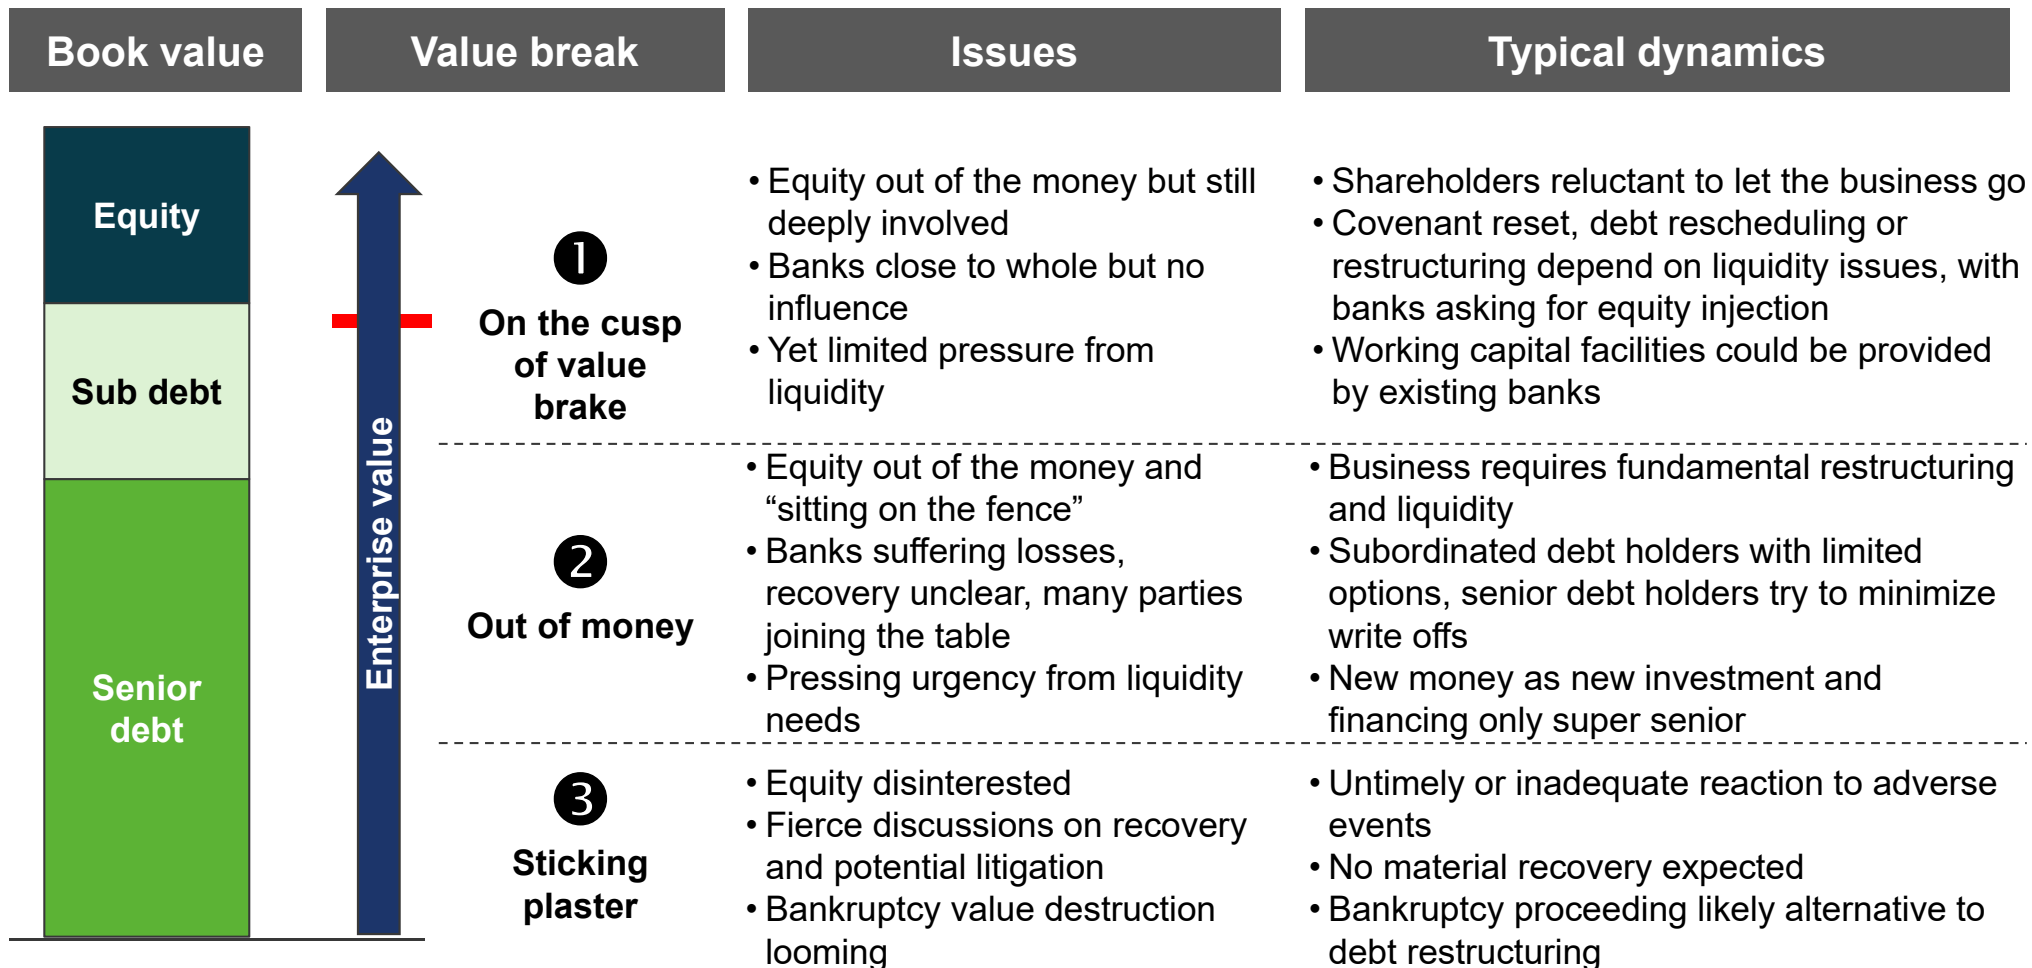 Book value
Value break
Issues
Typical dynamics
Equity
Sub debt
Senior
debt
Enterprise value
❶
On the cusp
of value
brake
• Equity out of the money but still
deeply involved
• Banks close to whole but no
influence
• Yet limited pressure from
liquidity
• Shareholders reluctant to let the business go
• Covenant reset, debt rescheduling or
restructuring depend on liquidity issues, with
banks asking for equity injection
• Working capital facilities could be provided
by existing banks
❷
Out of money
• Equity out of the money and
“sitting on the fence”
• Banks suffering losses,
recovery unclear, many parties
joining the table
• Pressing urgency from liquidity
needs
• Business requires fundamental restructuring
and liquidity
• Subordinated debt holders with limited
options, senior debt holders try to minimize
write offs
• New money as new investment and
financing only super senior
❸
Sticking
plaster
• Equity disinterested
• Fierce discussions on recovery
and potential litigation
• Bankruptcy value destruction
looming
• Untimely or inadequate reaction to adverse
events
• No material recovery expected
• Bankruptcy proceeding likely alternative to
debt restructuring